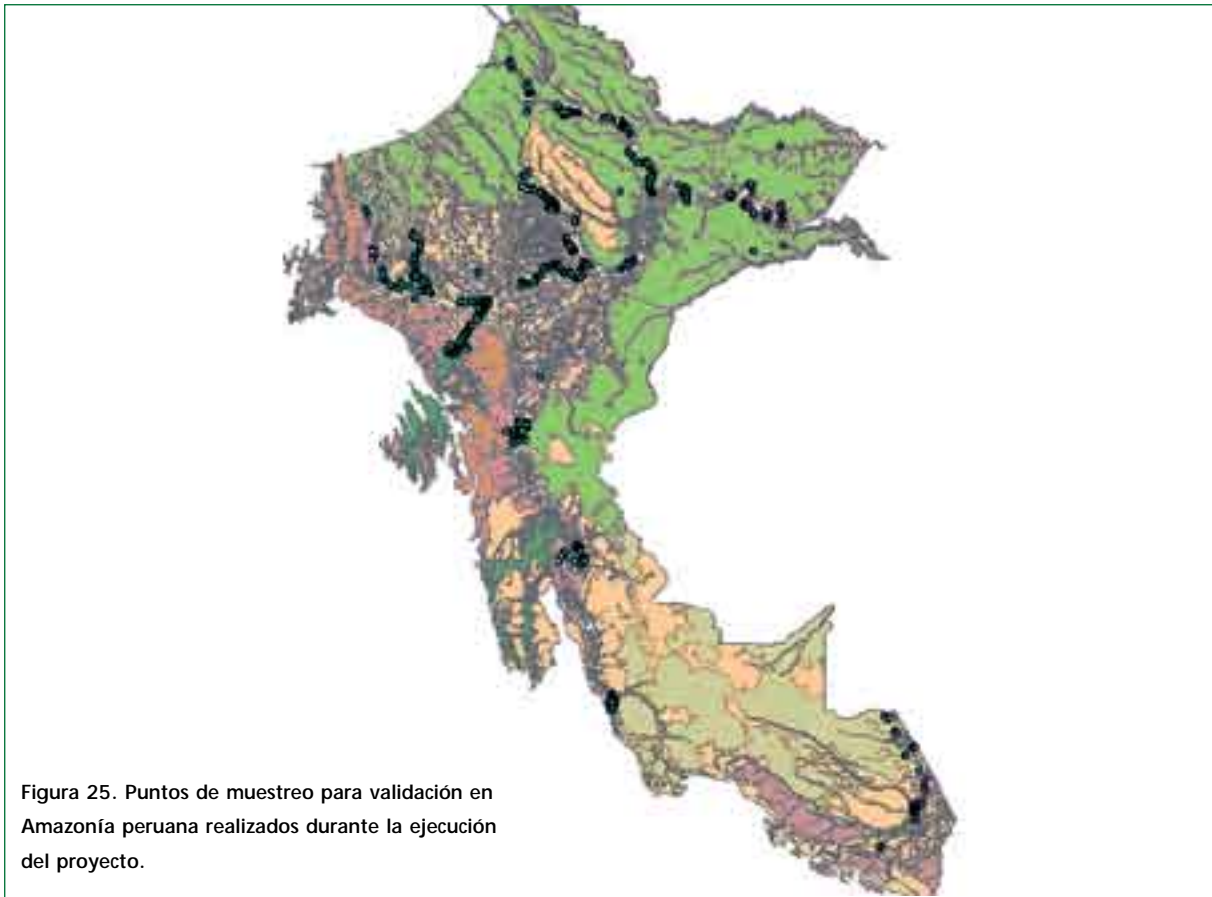 Figura 25. Puntos de muestreo para validación en
Amazonía peruana realizados durante la ejecución
del proyecto.